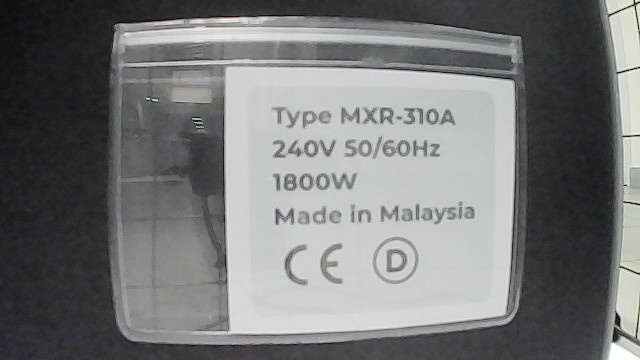 Type MXR-310A
240V 50/60Hz
1800W
Made in Malaysia
CE D